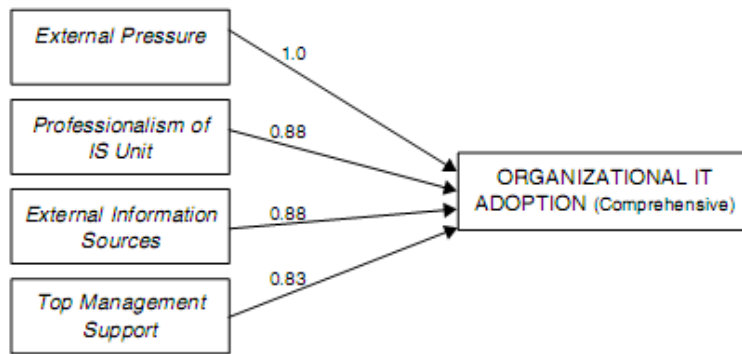 External Pressure
1.0
Professionalism of
IS Unit
0.88
External Information
Sources
0.88
Top Management
Support
0.83
ORGANIZATIONAL IT
ADOPTION (Comprehensive)